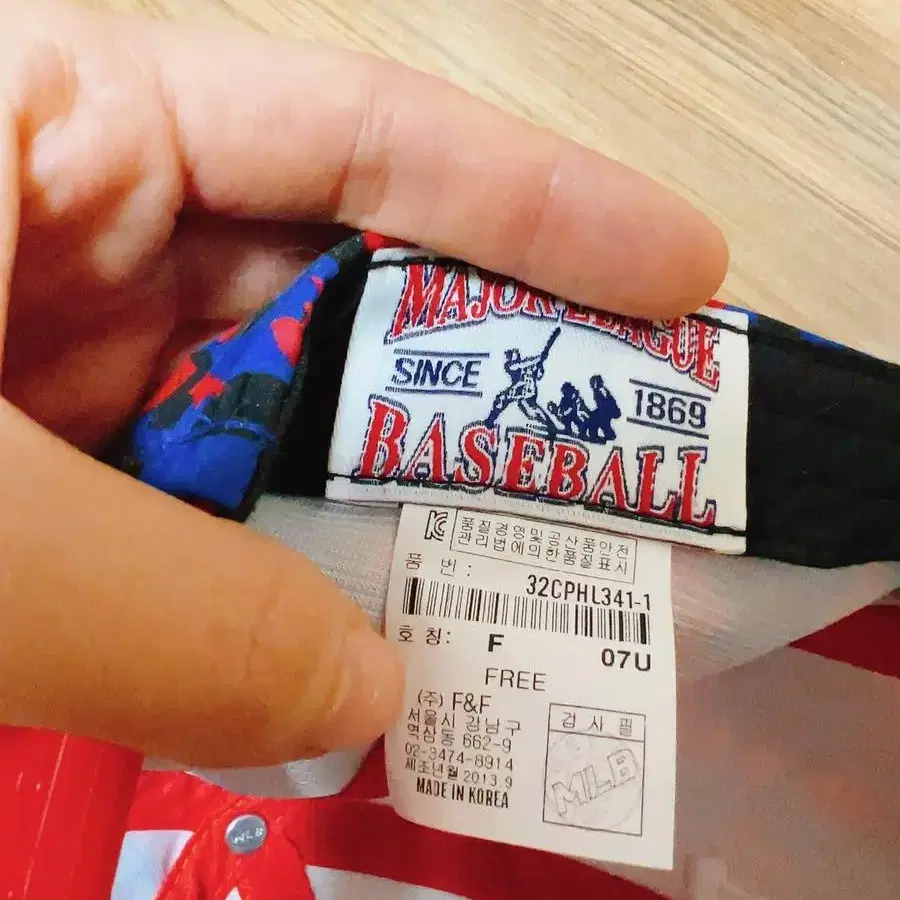 MAJOR LEAGUE
SINCE
1869
BASEBALL
품질경영및공산품안전
관리법에의한품질표시
품 번 :
32CPHL341-1
호 칭: F
07U
FREE
(주) F&F
서울시 강남구
역삼동 662-9
02-3474-8914
제조년월 2013.9
MADE IN KOREA
검 사 필
MLB
MLB